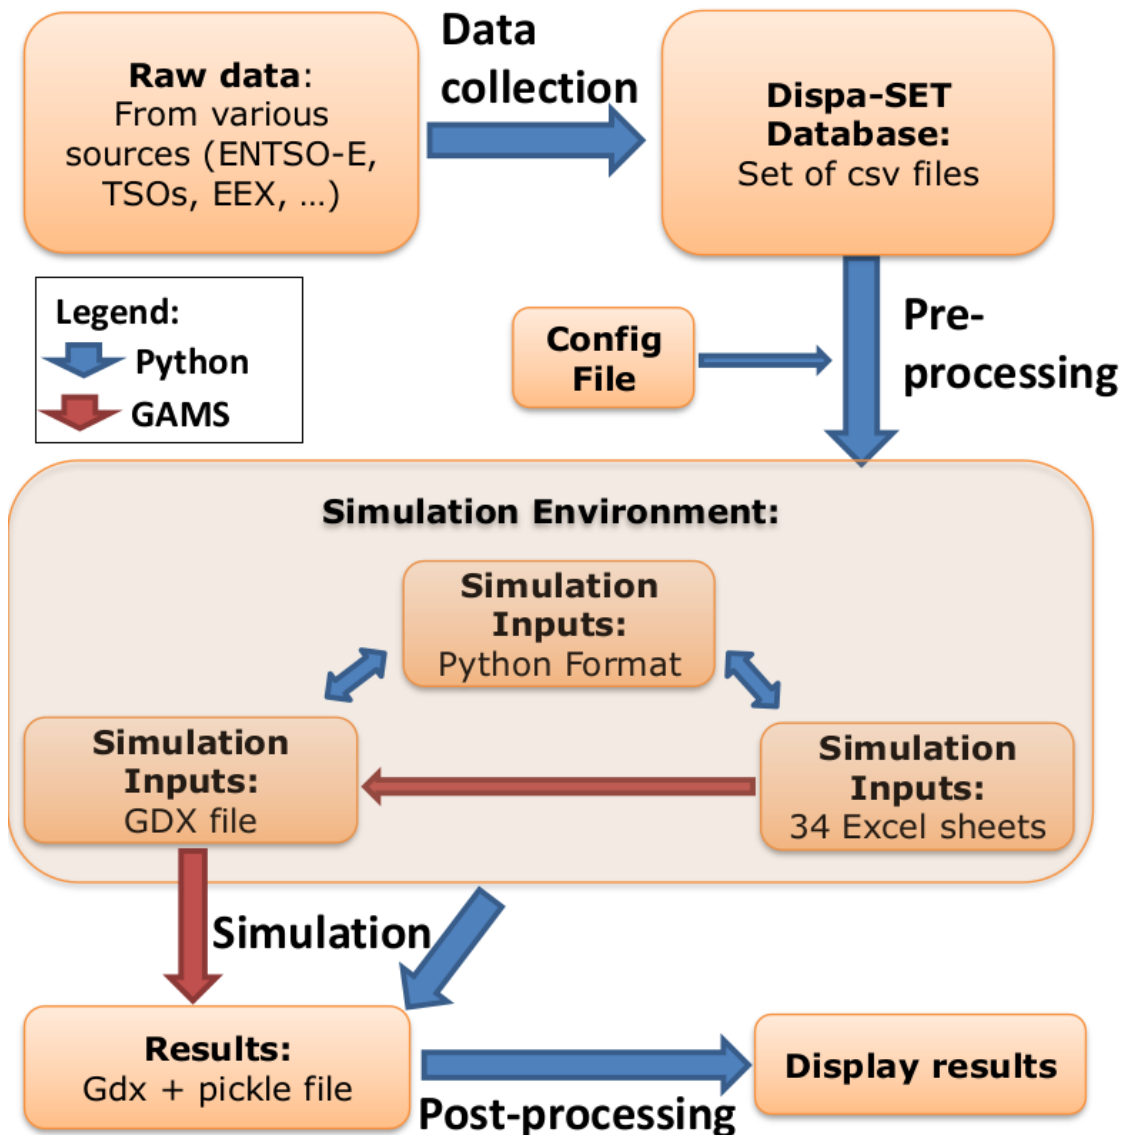 Raw data:
From various
sources (ENTSO-E,
TSOs, EEX, ...)
Data
collection
Dispa-SET
Database:
Set of csv files
Legend:
Python
GAMS
Config
File
Pre-
processing
Simulation Environment:
Simulation
Inputs:
Python Format
Simulation
Inputs:
GDX file
Simulation
Inputs:
34 Excel sheets
Simulation
Results:
Gdx + pickle file
Post-processing
Display results